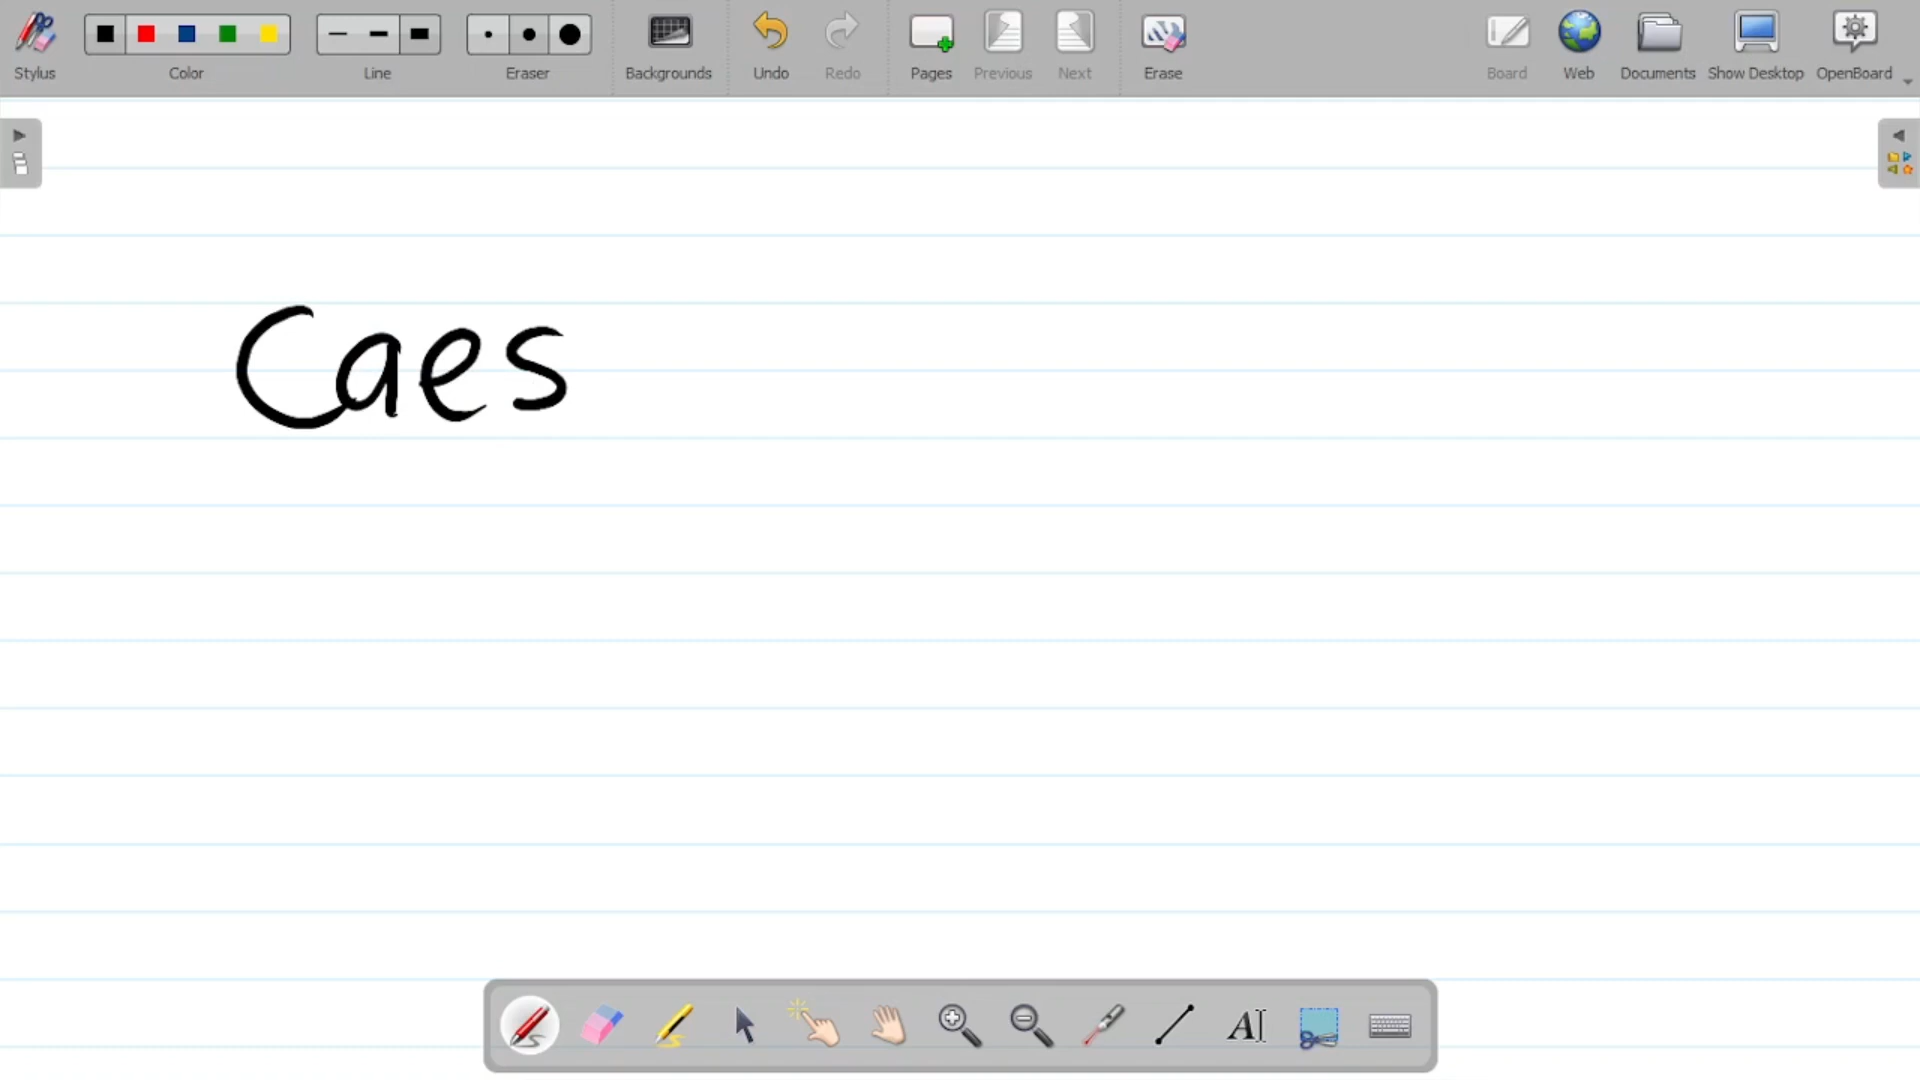 Stylus Color Line Eraser Backgrounds Undo Redo Pages Previous Next Erase Board Web Documents Show Desktop OpenBoard
Caes
A